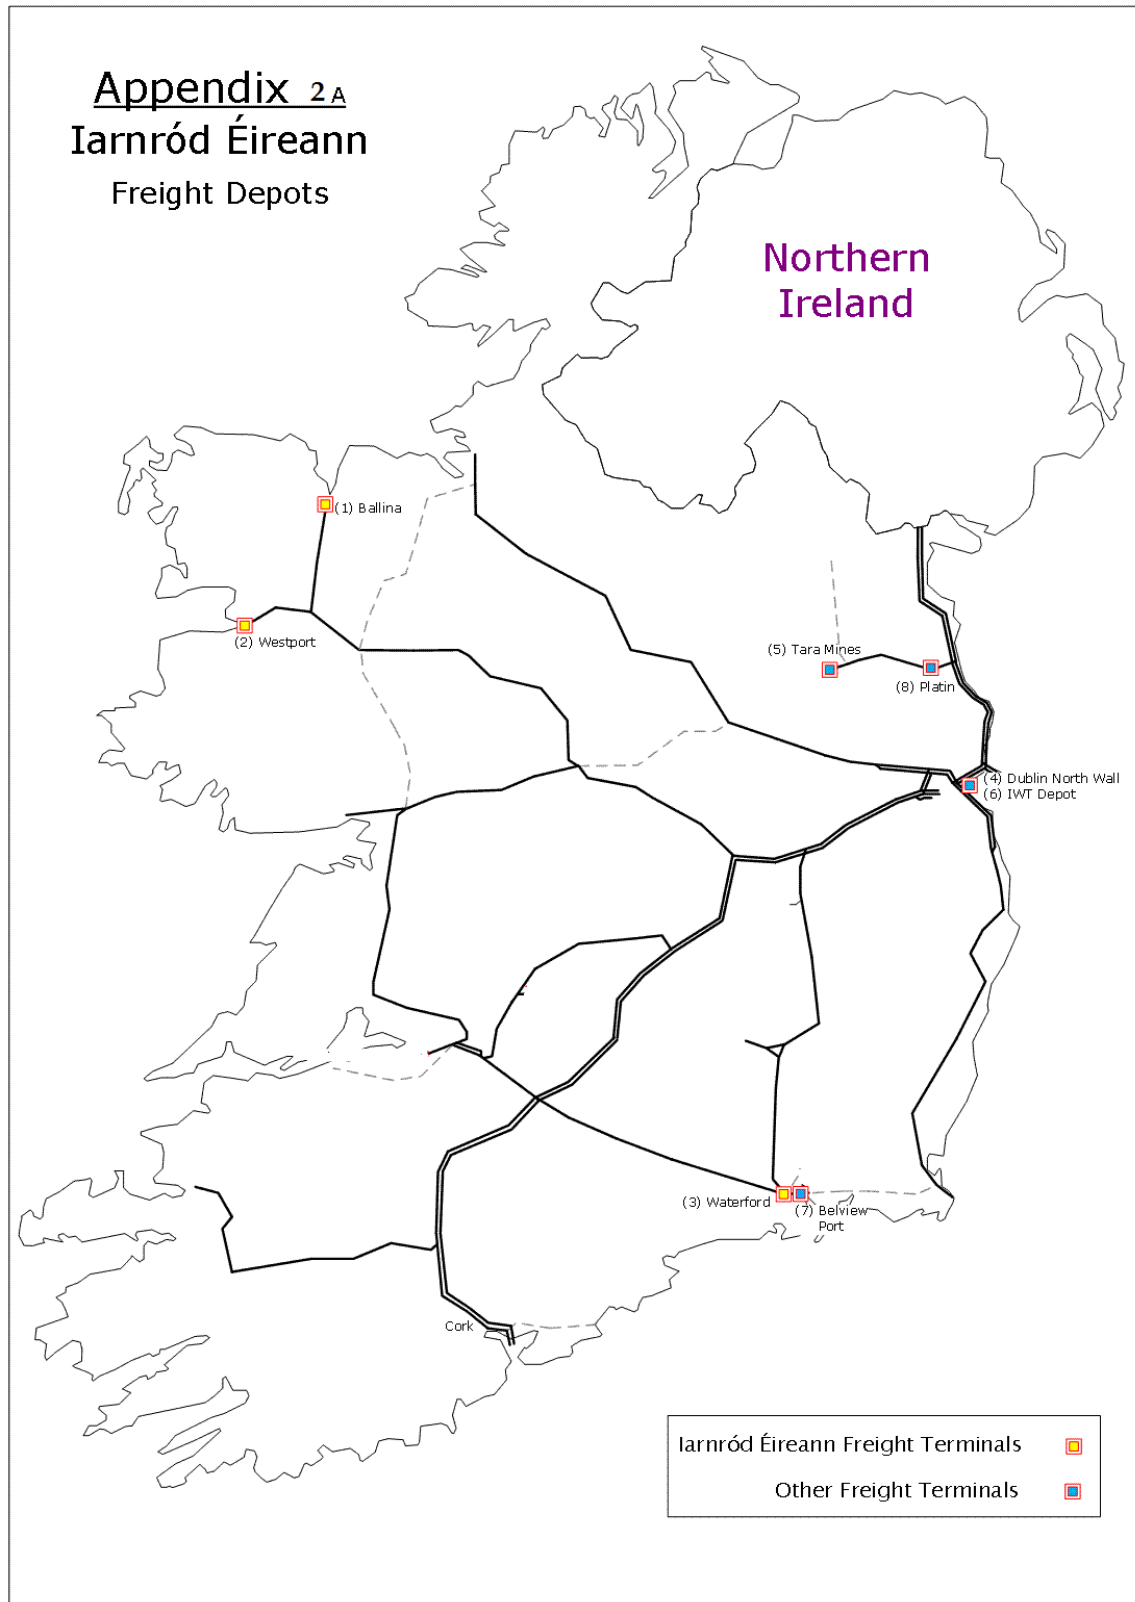 Appendix 2 A
Iarnród Éireann
Freight Depots
Northern
Ireland
(1) Ballina
(2) Westport
(5) Tara Mines
(8) Platin
(4) Dublin North Wall
(6) IWT Depot
(3) Waterford
(7) Belview
Port
Cork
Iarnród Éireann Freight Terminals
Other Freight Terminals